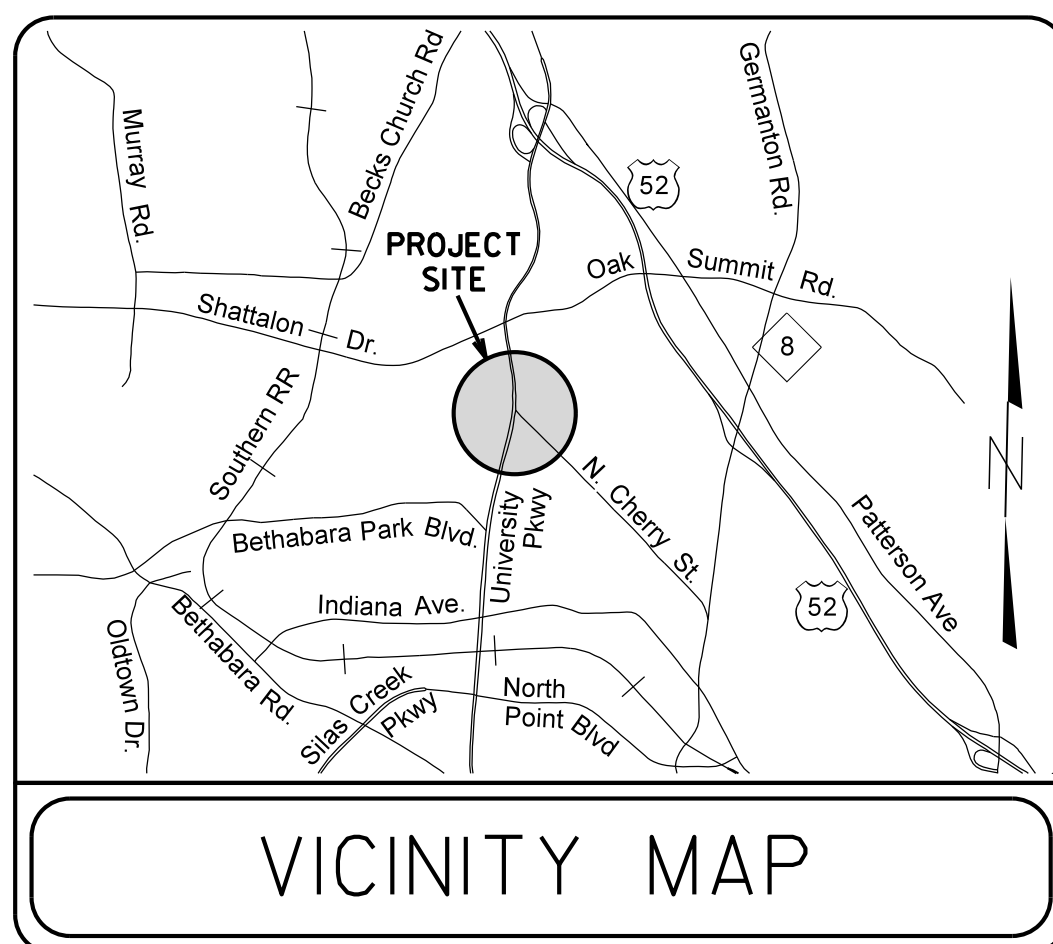 Becks Church Rd
Germanton Rd.
Murray Rd.
52
PROJECT
SITE
Oak Summit Rd.
Shattalon Dr.
8
N
Southern RR
N. Cherry St.
University
Pkwy
Bethabara Park Blvd.
Patterson Ave
52
Indiana Ave.
Bethabara Rd.
Oldtown Dr.
Silas Creek
Pkwy
North
Point Blvd
VICINITY MAP